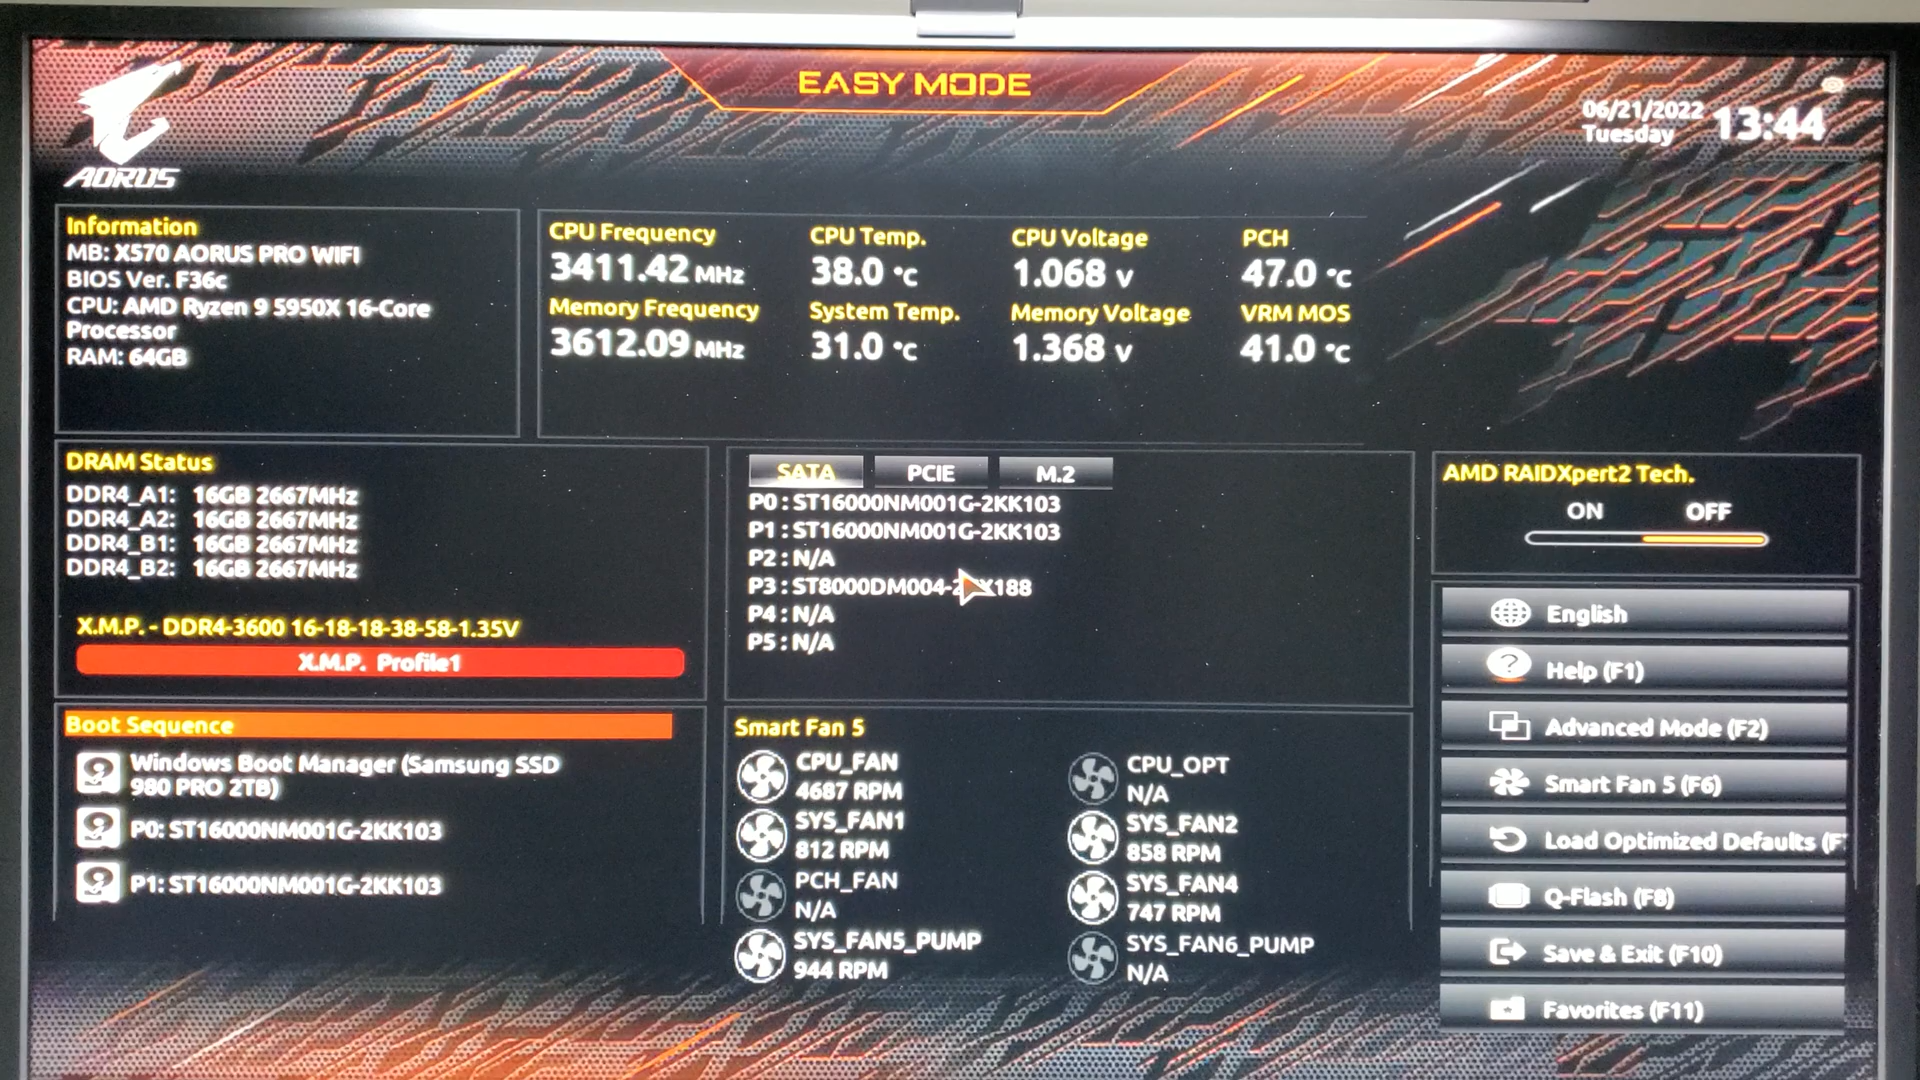 EASY MODE
06/21/2022
Tuesday
13:44
AORUS
Information
MB: X570 AORUS PRO WIFI
BIOS Ver. F36c
CPU: AMD Ryzen 9 5950X 16-Core
Processor
RAM: 64GB
CPU Frequency
3411.42 MHz
CPU Temp.
38.0 °C
CPU Voltage
1.068 V
PCH
47.0 °C
Memory Frequency
3612.09 MHz
System Temp.
31.0 °C
Memory Voltage
1.368 V
VRM MOS
41.0 °C
DRAM Status
DDR4_A1: 16GB 2667MHz
DDR4_A2: 16GB 2667MHz
DDR4_B1: 16GB 2667MHz
DDR4_B2: 16GB 2667MHz
X.M.P. - DDR4-3600 16-18-18-38-58-1.35V
X.M.P. Profile1
SATA
PCIE
M.2
P0 : ST16000NM001G-2KK103
P1 : ST16000NM001G-2KK103
P2 : N/A
P3 :
P4 : N/A
P5 : N/A
AMD RAIDXpert2 Tech.
ON OFF
Boot Sequence
Windows Boot Manager (Samsung SSD
980 PRO 2TB)
P0: ST16000NM001G-2KK103
P1: ST16000NM001G-2KK103
Smart Fan 5
CPU_FAN
4687 RPM
CPU_OPT
N/A
SYS_FAN1
812 RPM
SYS_FAN2
858 RPM
PCH_FAN
N/A
SYS_FAN4
747 RPM
SYS_FAN5_PUMP
944 RPM
SYS_FAN6_PUMP
N/A
English
Help (F1)
Advanced Mode (F2)
Smart Fan 5 (F6)
Load Optimized Defaults
Q-Flash (F8)
Save & Exit (F10)
Favorites (F11)